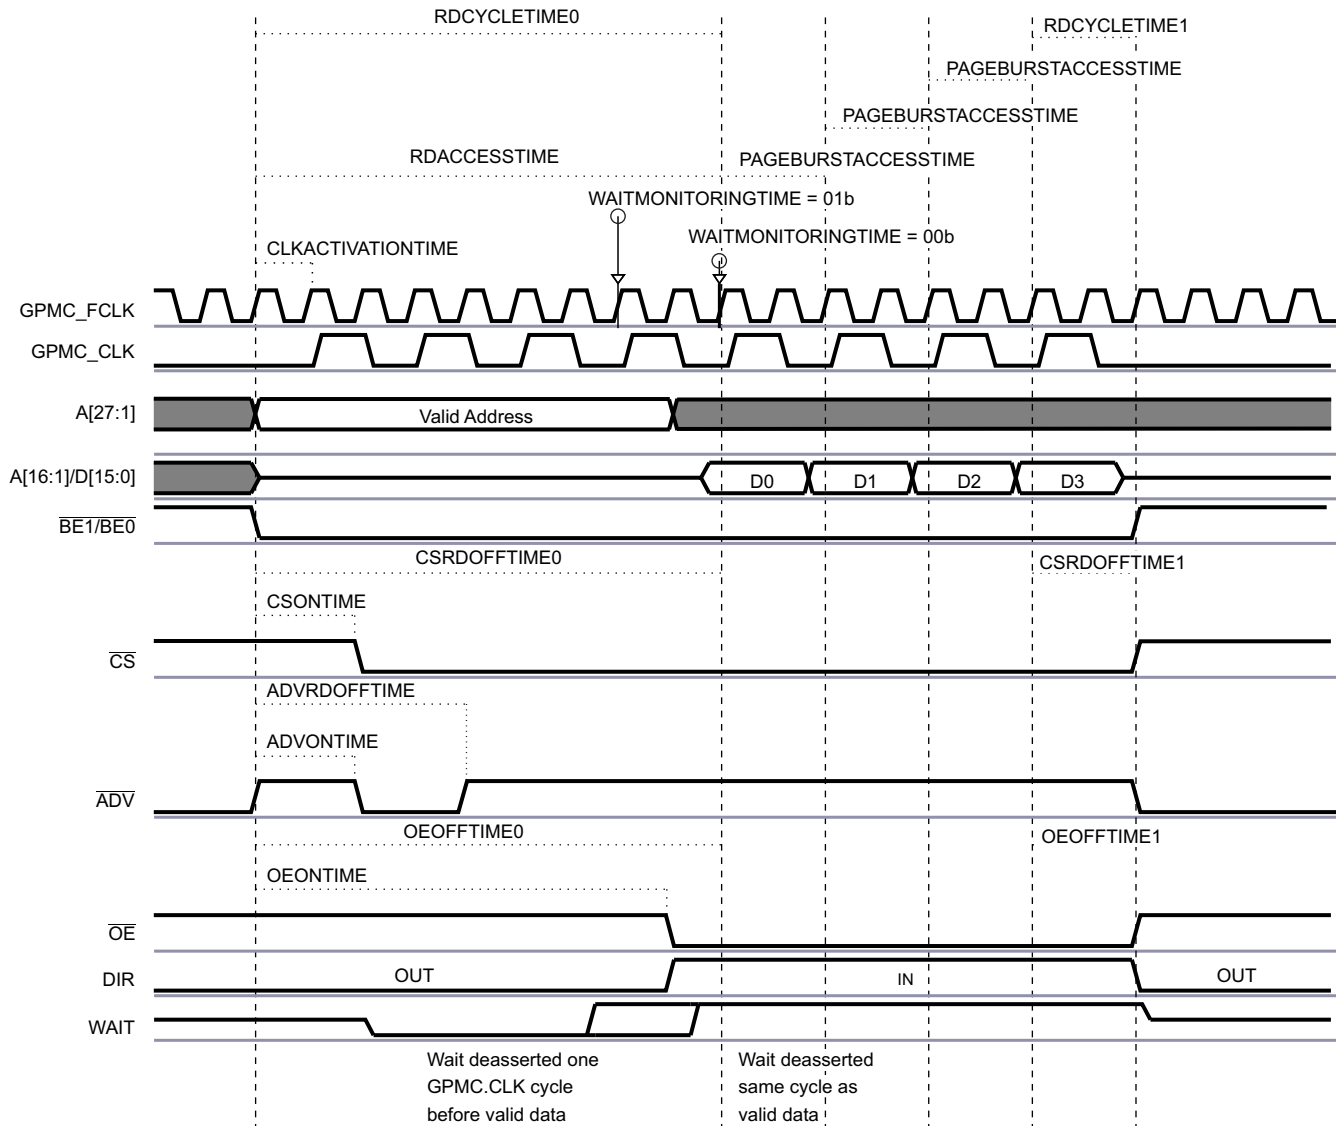 RDCYCLETIME0
RDCYCLETIME1
PAGEBURSTACCESSTIME
PAGEBURSTACCESSTIME
RDACCESSTIME
PAGEBURSTACCESSTIME
WAITMONITORINGTIME = 01b
WAITMONITORINGTIME = 00b
CLKACTIVATIONTIME
GPMC_FCLK
GPMC_CLK
A[27:1]
Valid Address
A[16:1]/D[15:0]
D0
D1
D2
D3
BE1/BE0
CSRDOFFTIME0
CSRDOFFTIME1
CSONTIME
CS
ADVRDOFFTIME
ADVONTIME
ADV
OEOFFTIME0
OEOFFTIME1
OEONTIME
OE
DIR
OUT
IN
OUT
WAIT
Wait deasserted one
GPMC.CLK cycle
before valid data
Wait deasserted
same cycle as
valid data